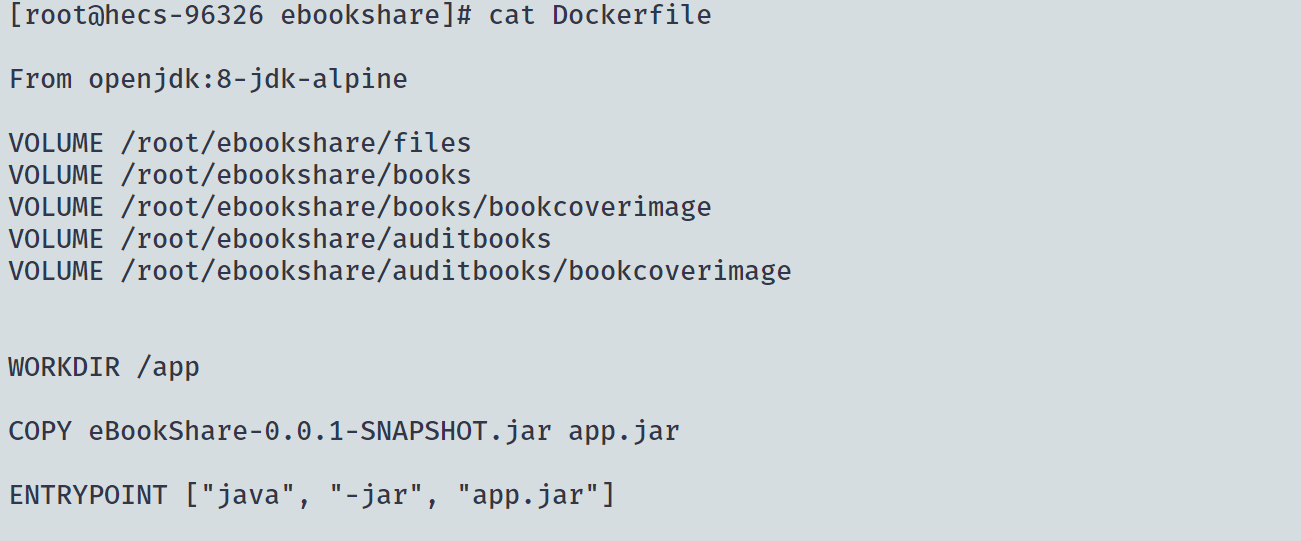 [root@hecs-96326 ebookshare]# cat Dockerfile
From openjdk:8-jdk-alpine
VOLUME /root/ebookshare/files
VOLUME /root/ebookshare/books
VOLUME /root/ebookshare/books/bookcoverimage
VOLUME /root/ebookshare/auditbooks
VOLUME /root/ebookshare/auditbooks/bookcoverimage
WORKDIR /app
COPY eBookShare-0.0.1-SNAPSHOT.jar app.jar
ENTRYPOINT ["java", "-jar", "app.jar"]